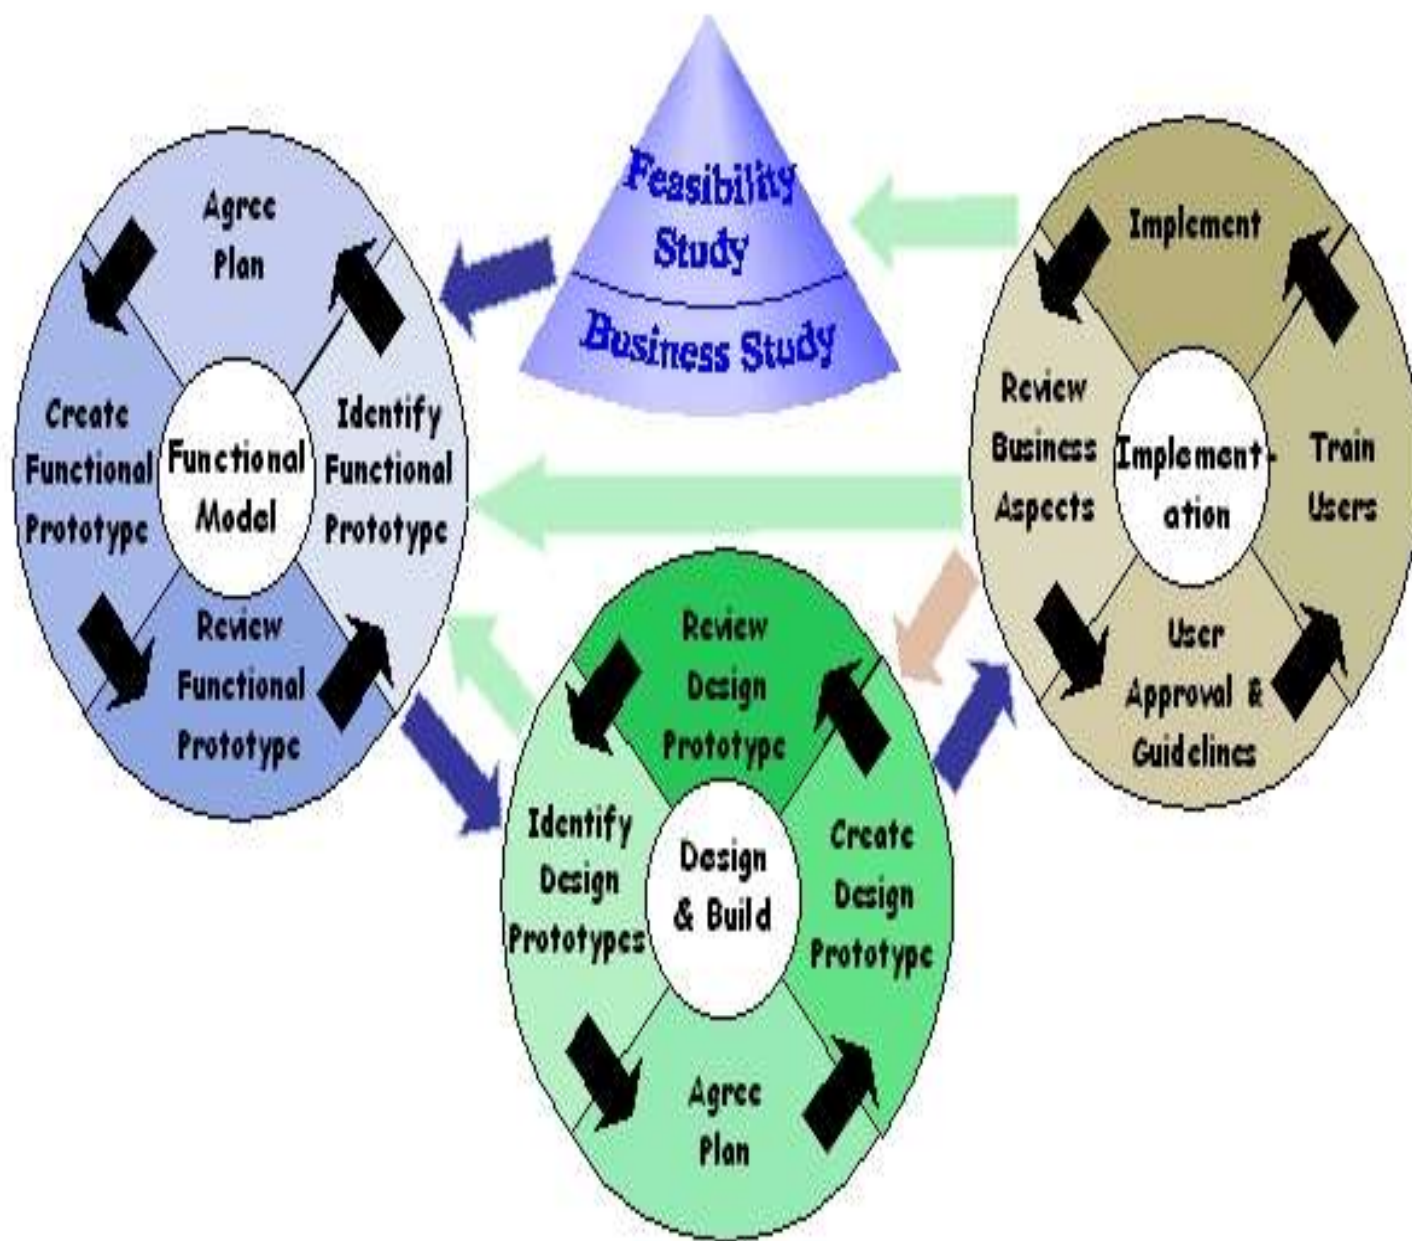 Feasibility
Study
Business Study
Agree
Plan
Create
Functional
Prototype
Functional
Model
Identify
Functional
Prototype
Review
Functional
Prototype
Review
Design
Prototype
Identify
Design
Prototypes
Design
& Build
Create
Design
Prototype
Agree
Plan
Implement
Review
Business
Aspects
Implement-
ation
Train
Users
User
Approval &
Guidelines